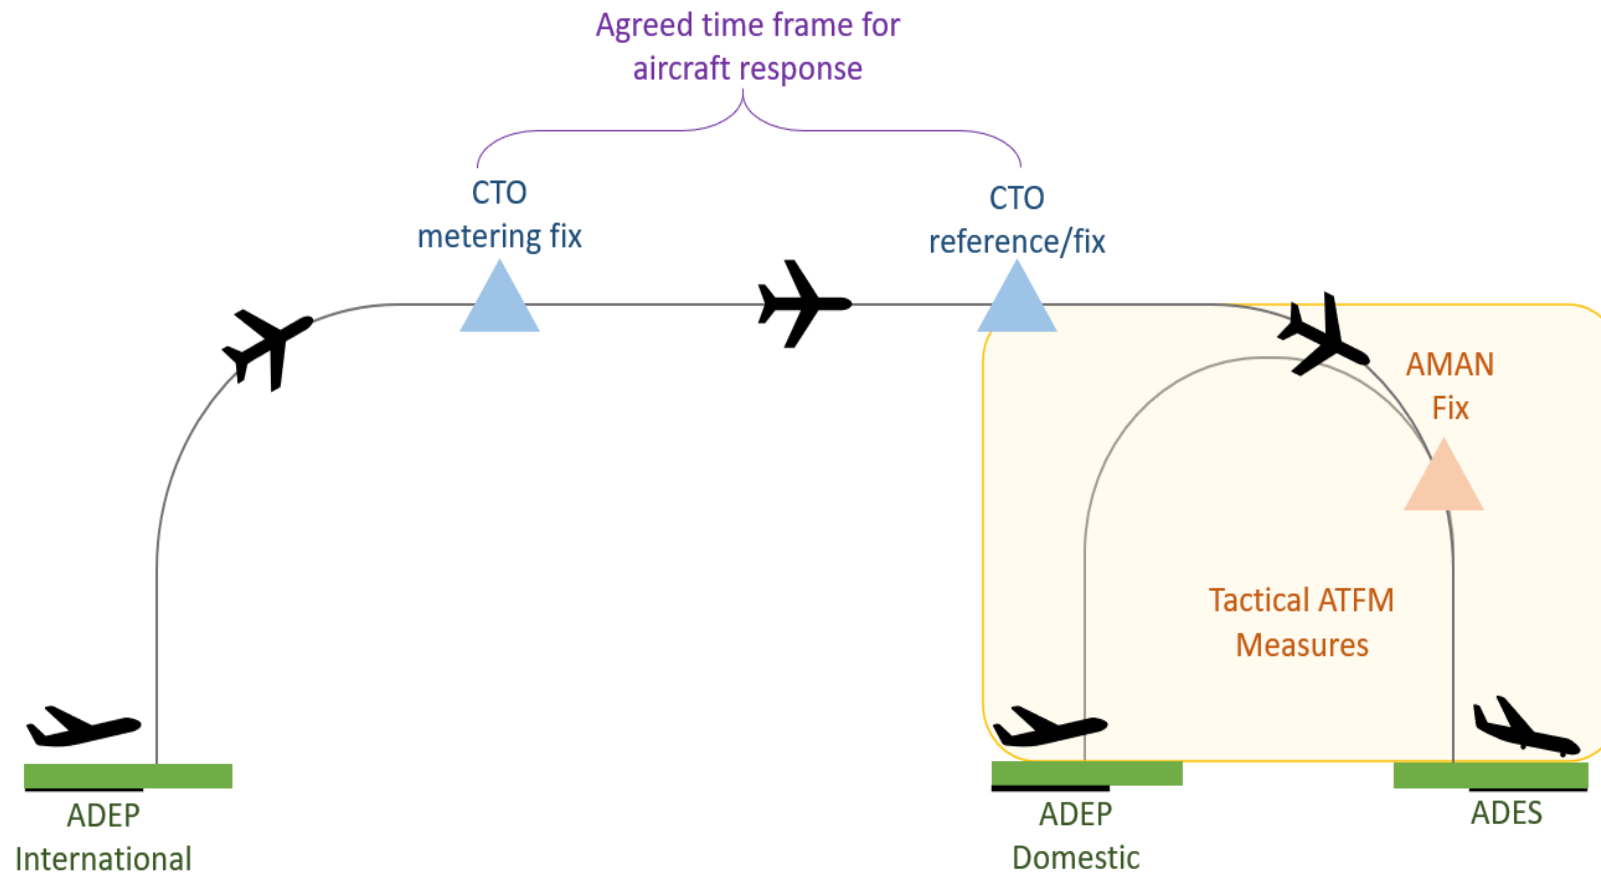 Agreed time frame for
aircraft response
CTO
metering fix
CTO
reference/fix
AMAN
Fix
Tactical ATFM
Measures
ADEP
International
ADEP
Domestic
ADES